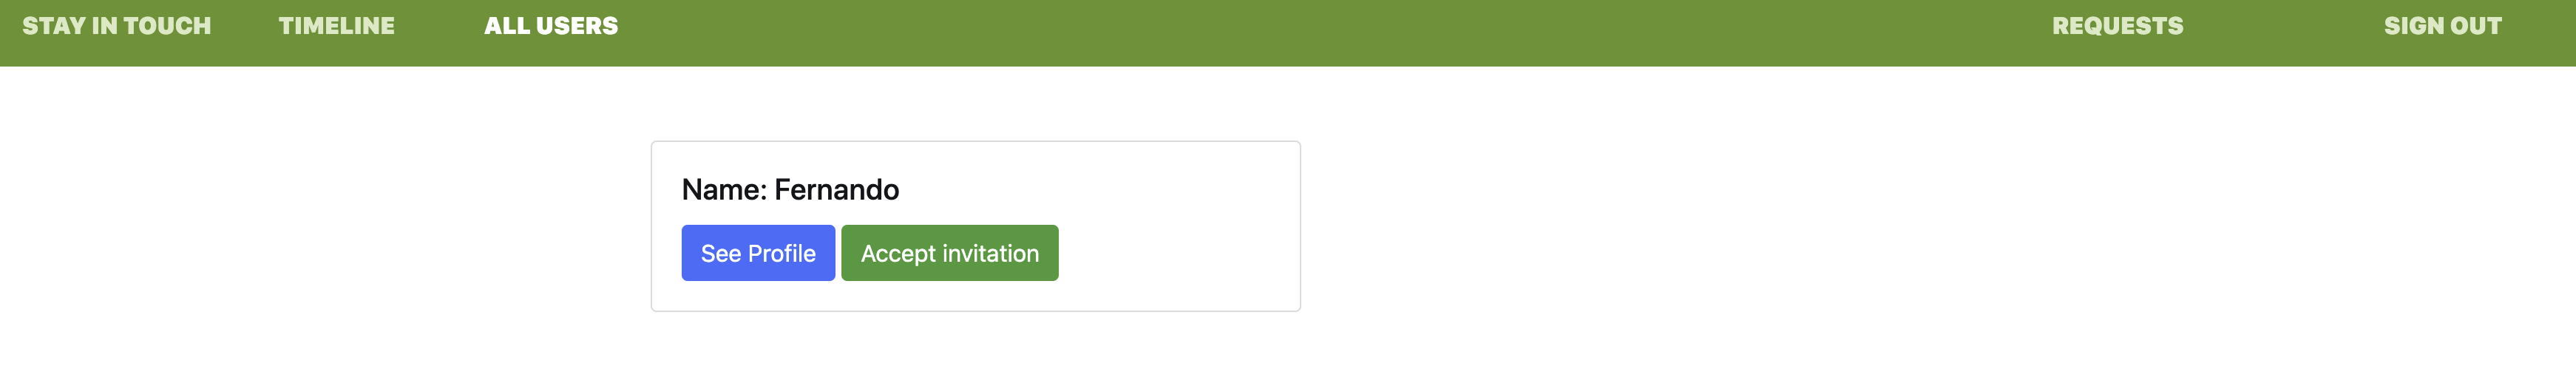 STAY IN TOUCH TIMELINE ALL USERS REQUESTS SIGN OUT
Name: Fernando
See Profile Accept invitation